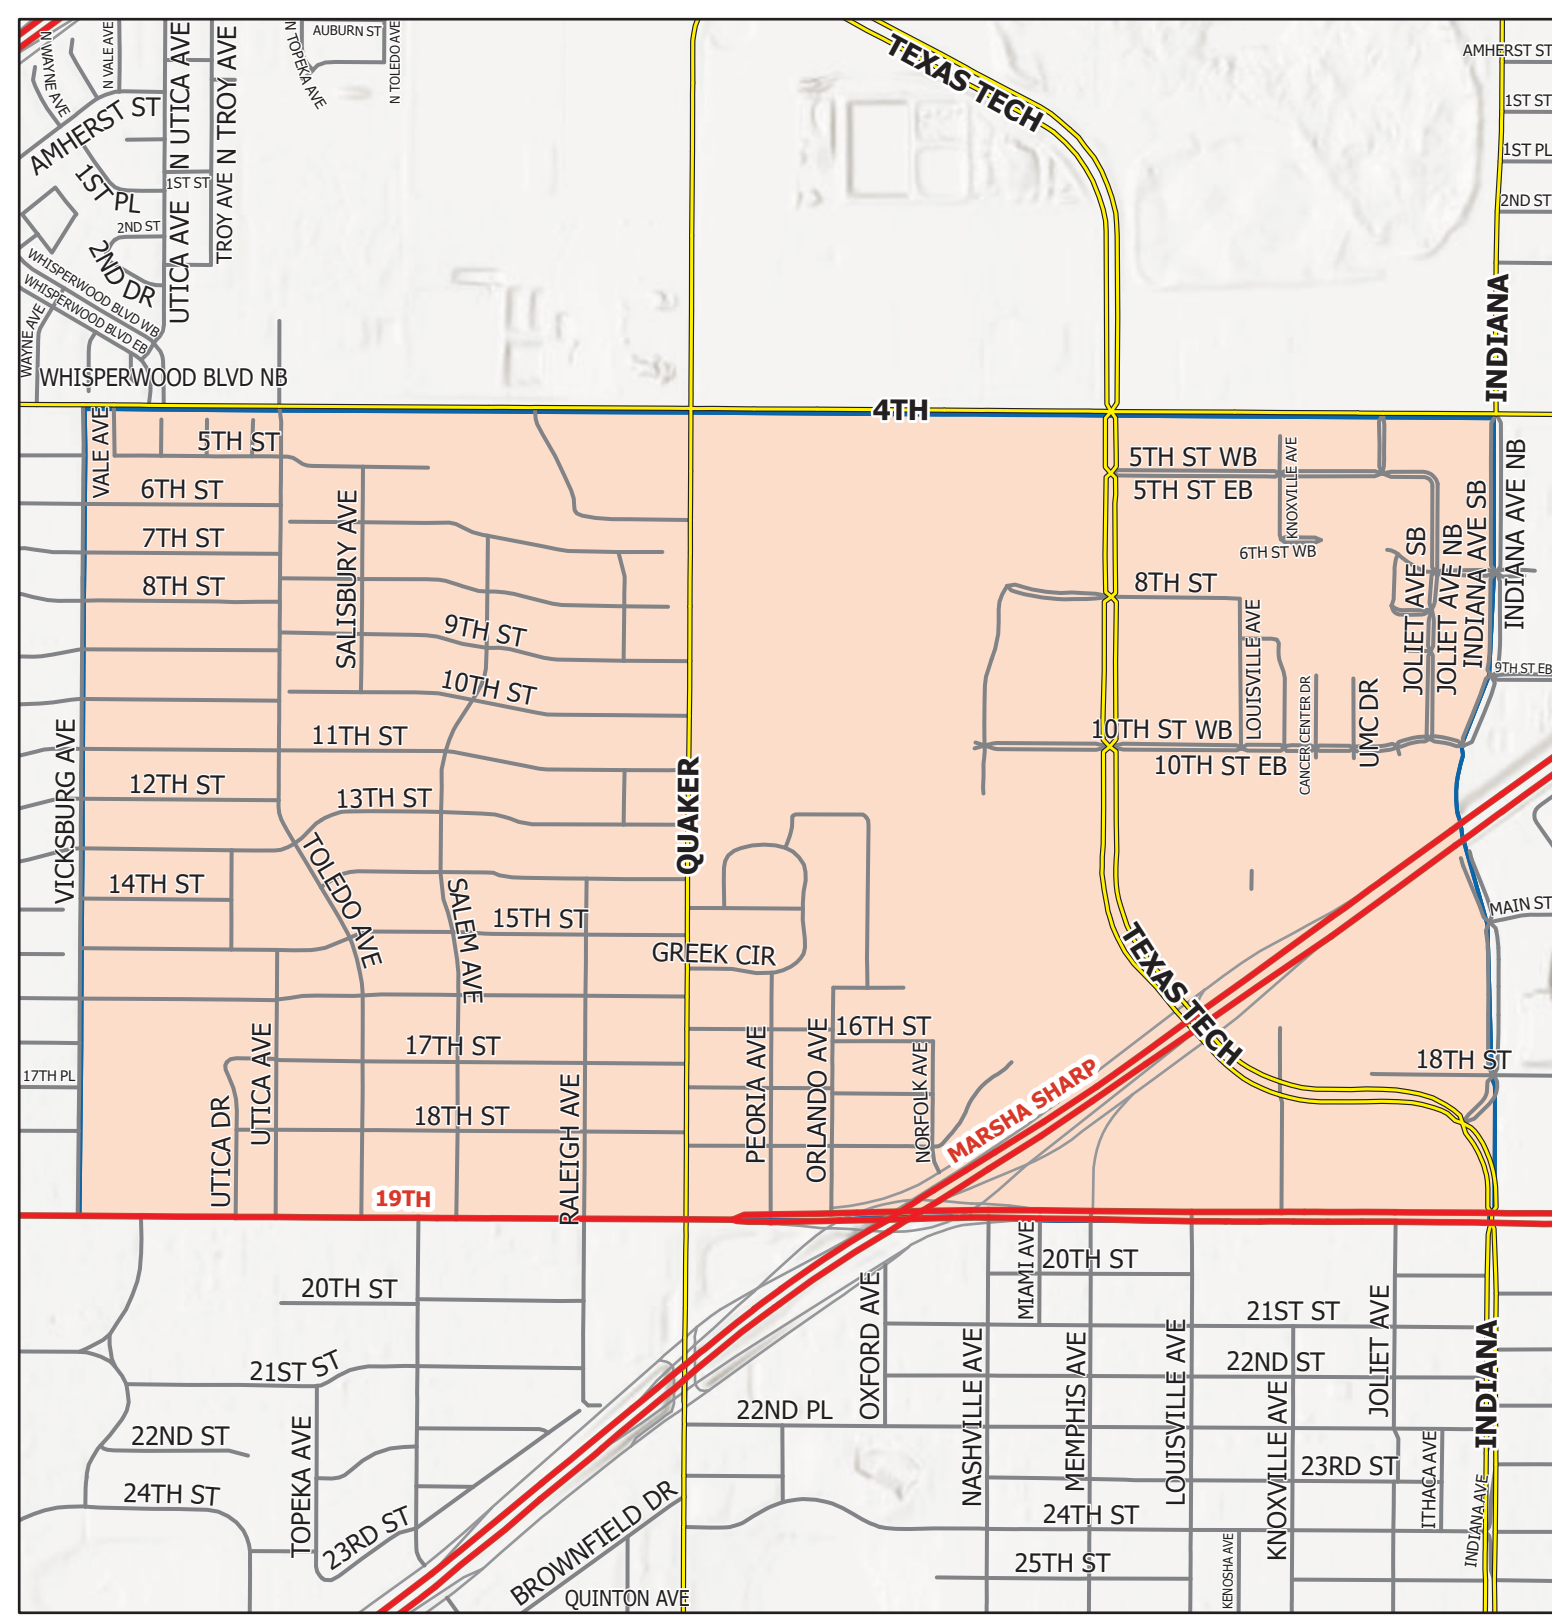 N WAYNE AVE
N VALE AVE
N UTICA AVE
N TROY AVE
N TOPEKA AVE
AUBURN ST
N TOLEDO AVE
TEXAS TECH
AMHERST ST
1ST ST
1ST PL
2ND ST
AMHERST ST
1ST PL
1ST ST
2ND ST
2ND DR
UTICA AVE
TROY AVE
WHISPERWOOD BLVD WB
WHISPERWOOD BLVD EB
WAYNE AVE
WHISPERWOOD BLVD NB
INDIANA
4TH
VALE AVE
5TH ST
6TH ST
7TH ST
8TH ST
SALISBURY AVE
9TH ST
10TH ST
11TH ST
12TH ST
13TH ST
VICKSBURG AVE
14TH ST
TOLEDO AVE
SALEM AVE
15TH ST
QUAKER
GREEK CIR
5TH ST WB
5TH ST EB
KNOXVILLE AVE
6TH ST WB
8TH ST
LOUISVILLE AVE
JOLIET AVE SB
JOLIET AVE NB
INDIANA AVE SB
INDIANA AVE NB
9TH ST EB
10TH ST WB
10TH ST EB
CANCER CENTER DR
UMC DR
MAIN ST
TEXAS TECH
16TH ST
17TH ST
17TH PL
18TH ST
18TH ST
UTICA AVE
UTICA DR
RALEIGH AVE
PEORIA AVE
ORLANDO AVE
NORFOLK AVE
MARSHA SHARP
19TH
20TH ST
20TH ST
MIAMI AVE
21ST ST
21ST ST
22ND ST
22ND ST
22ND PL
OXFORD AVE
NASHVILLE AVE
MEMPHIS AVE
LOUISVILLE AVE
KNOXVILLE AVE
JOLIET AVE
INDIANA
23RD ST
23RD ST
ITHACA AVE
INDIANA AVE
24TH ST
24TH ST
TOPEKA AVE
BROWNFIELD DR
QUINTON AVE
25TH ST
KENOSHA AVE